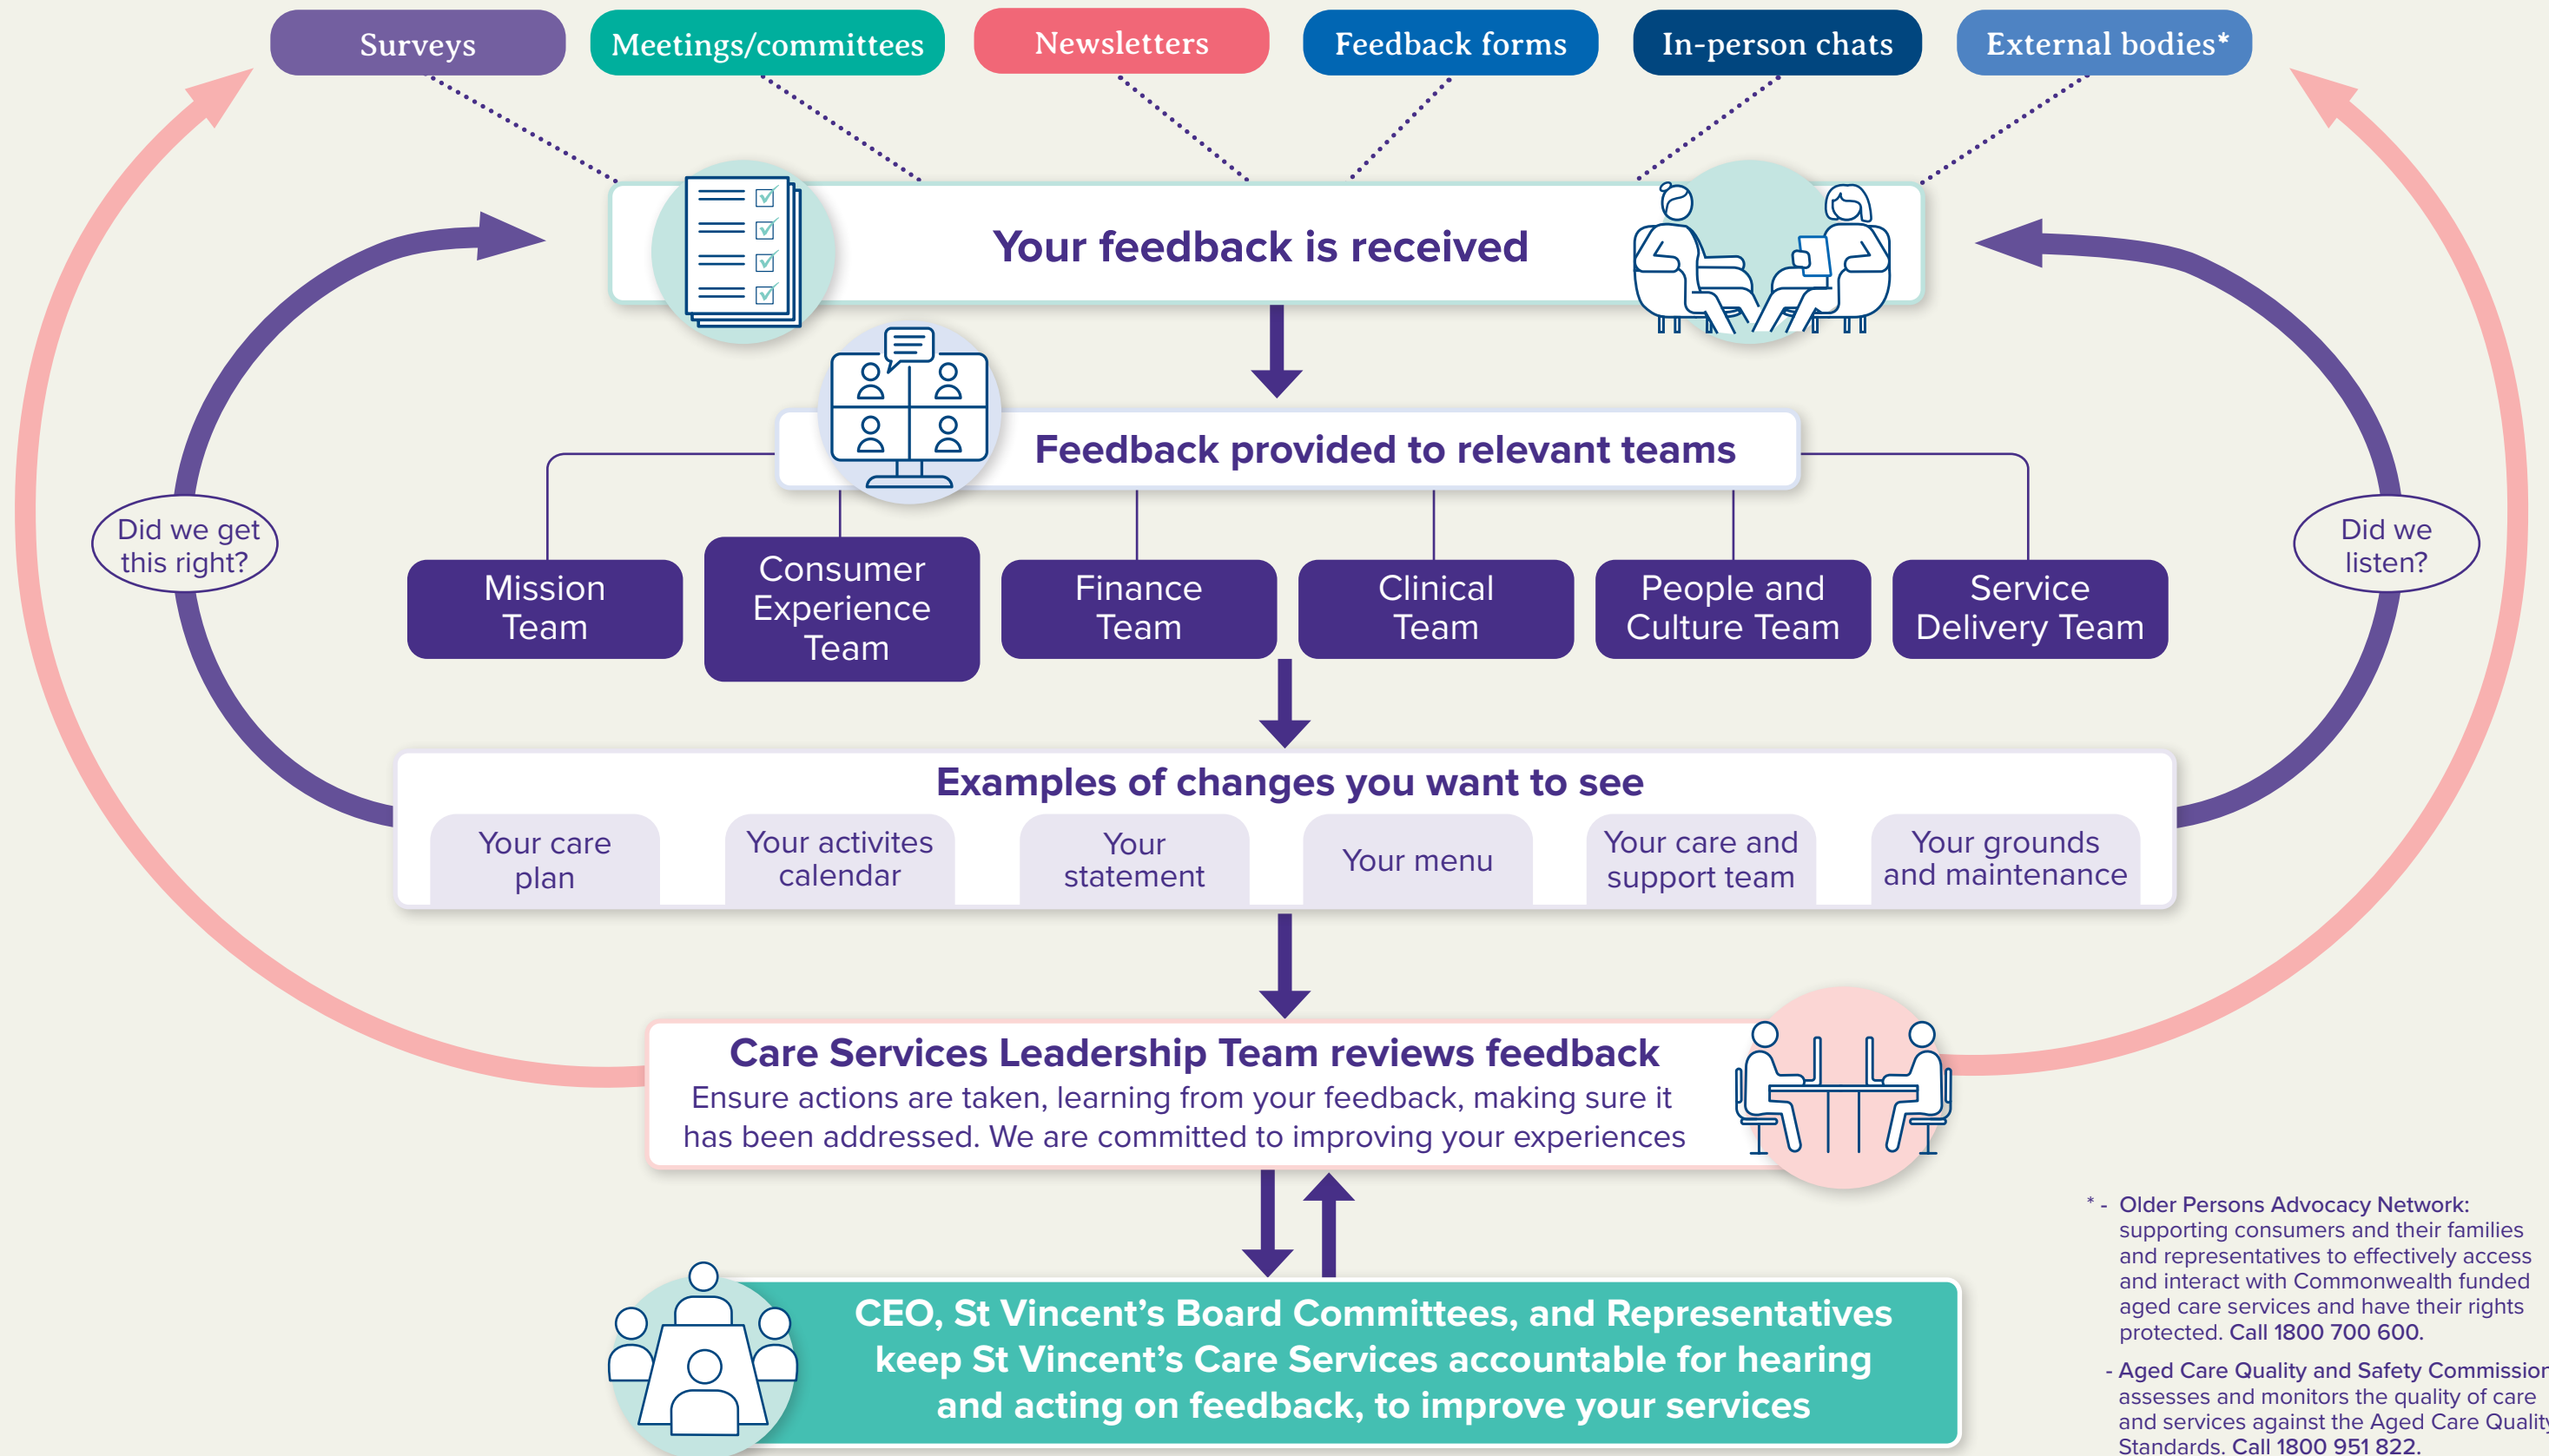 Surveys
Meetings/committees
Newsletters
Feedback forms
In-person chats
External bodies*
Your feedback is received
Feedback provided to relevant teams
Did we get
this right?
Did we
listen?
Mission
Team
Consumer
Experience
Team
Finance
Team
Clinical
Team
People and
Culture Team
Service
Delivery Team
Examples of changes you want to see
Your care
plan
Your activites
calendar
Your
statement
Your menu
Your care and
support team
Your grounds
and maintenance
Care Services Leadership Team reviews feedback
Ensure actions are taken, learning from your feedback, making sure it
has been addressed. We are committed to improving your experiences
CEO, St Vincent’s Board Committees, and Representatives
keep St Vincent’s Care Services accountable for hearing
and acting on feedback, to improve your services
* - Older Persons Advocacy Network:
supporting consumers and their families
and representatives to effectively access
and interact with Commonwealth funded
aged care services and have their rights
protected. Call 1800 700 600.
- Aged Care Quality and Safety Commission
assesses and monitors the quality of care
and services against the Aged Care Quality
Standards. Call 1800 951 822.